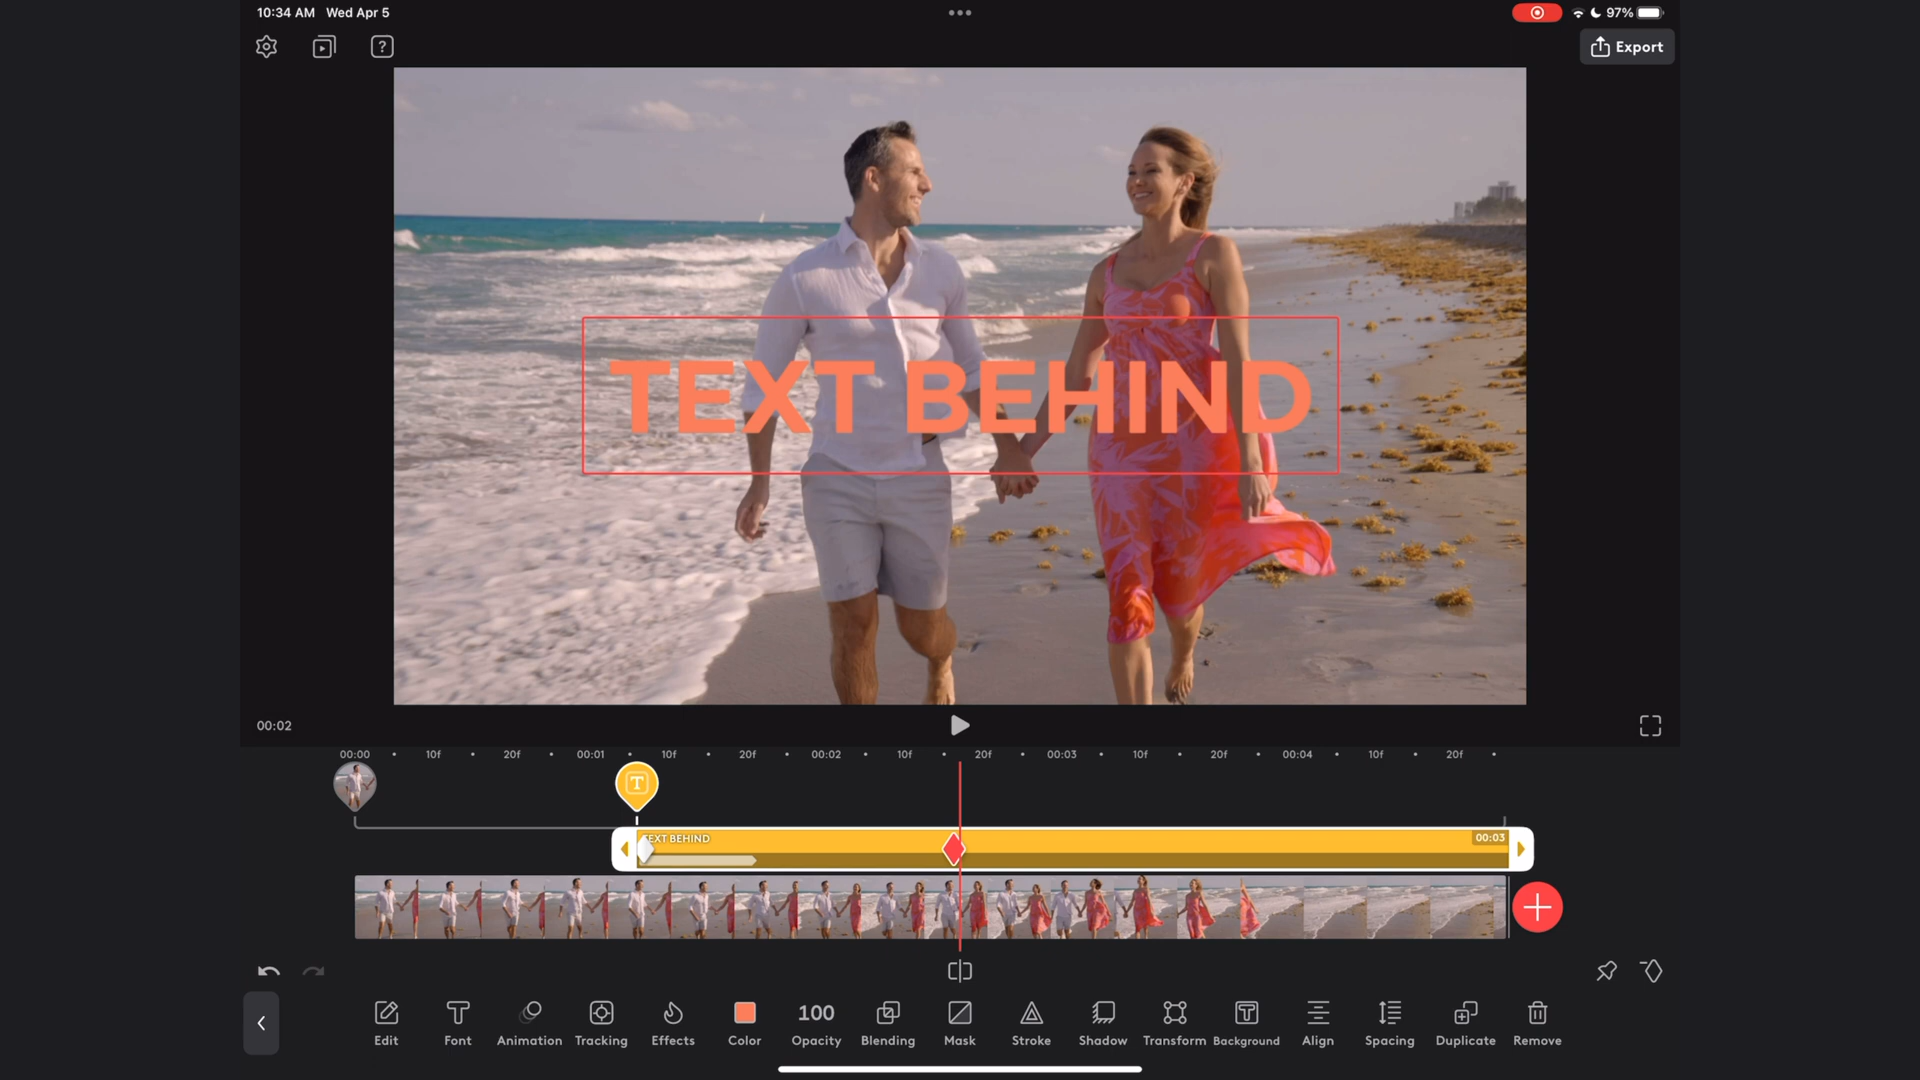 10:34 AM Wed Apr 5
97%
?
Export
TEXT BEHIND
00:02
00:00 10f 20f 00:01 10f 20f 00:02 10f 20f 00:03 10f 20f 00:04 10f 20f
T
TEXT BEHIND 00:03
100
Edit Font Animation Tracking Effects Color Opacity Blending Mask Stroke Shadow Transform Background Align Spacing Duplicate Remove